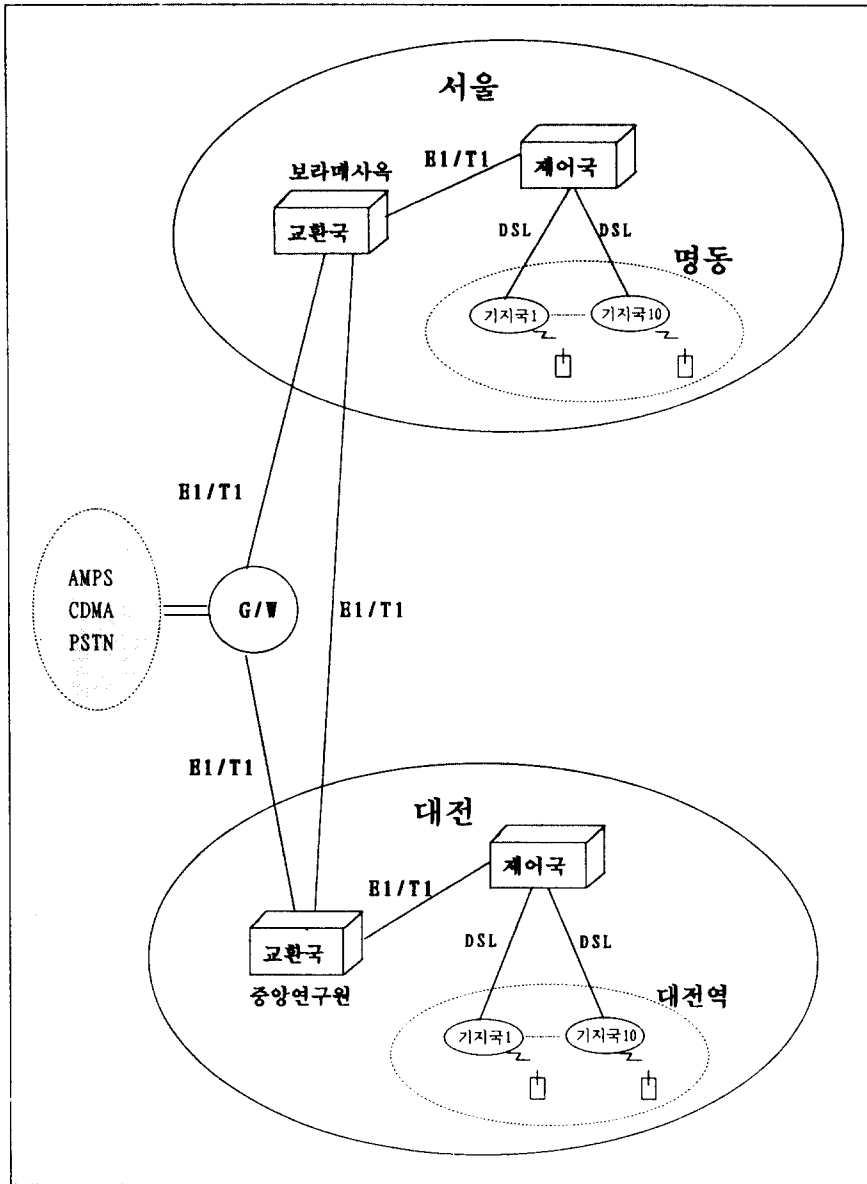 서울
보라매사옥
E1/T1
제어국
교환국
DSL
DSL
명동
기지국1
기지국10
E1/T1
AMPS
CDMA
PSTN
G/W
E1/T1
E1/T1
대전
제어국
E1/T1
교환국
DSL
DSL
중앙연구원
대전역
기지국1
기지국10